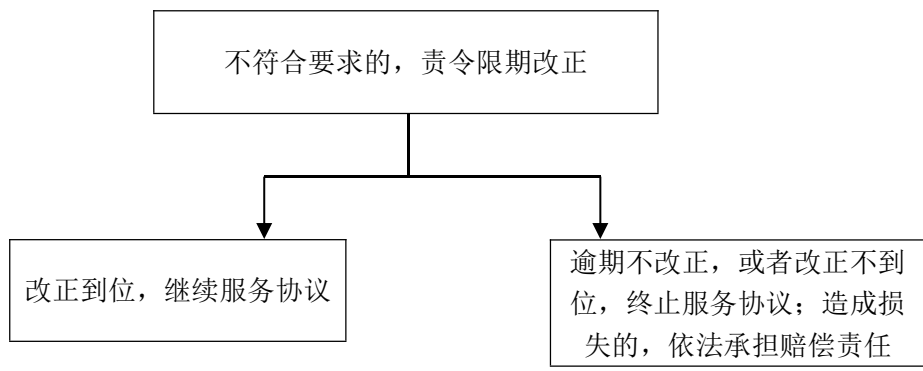 不符合要求的，责令限期改正
改正到位，继续服务协议
逾期不改正，或者改正不到
位，终止服务协议；造成损
失的，依法承担赔偿责任